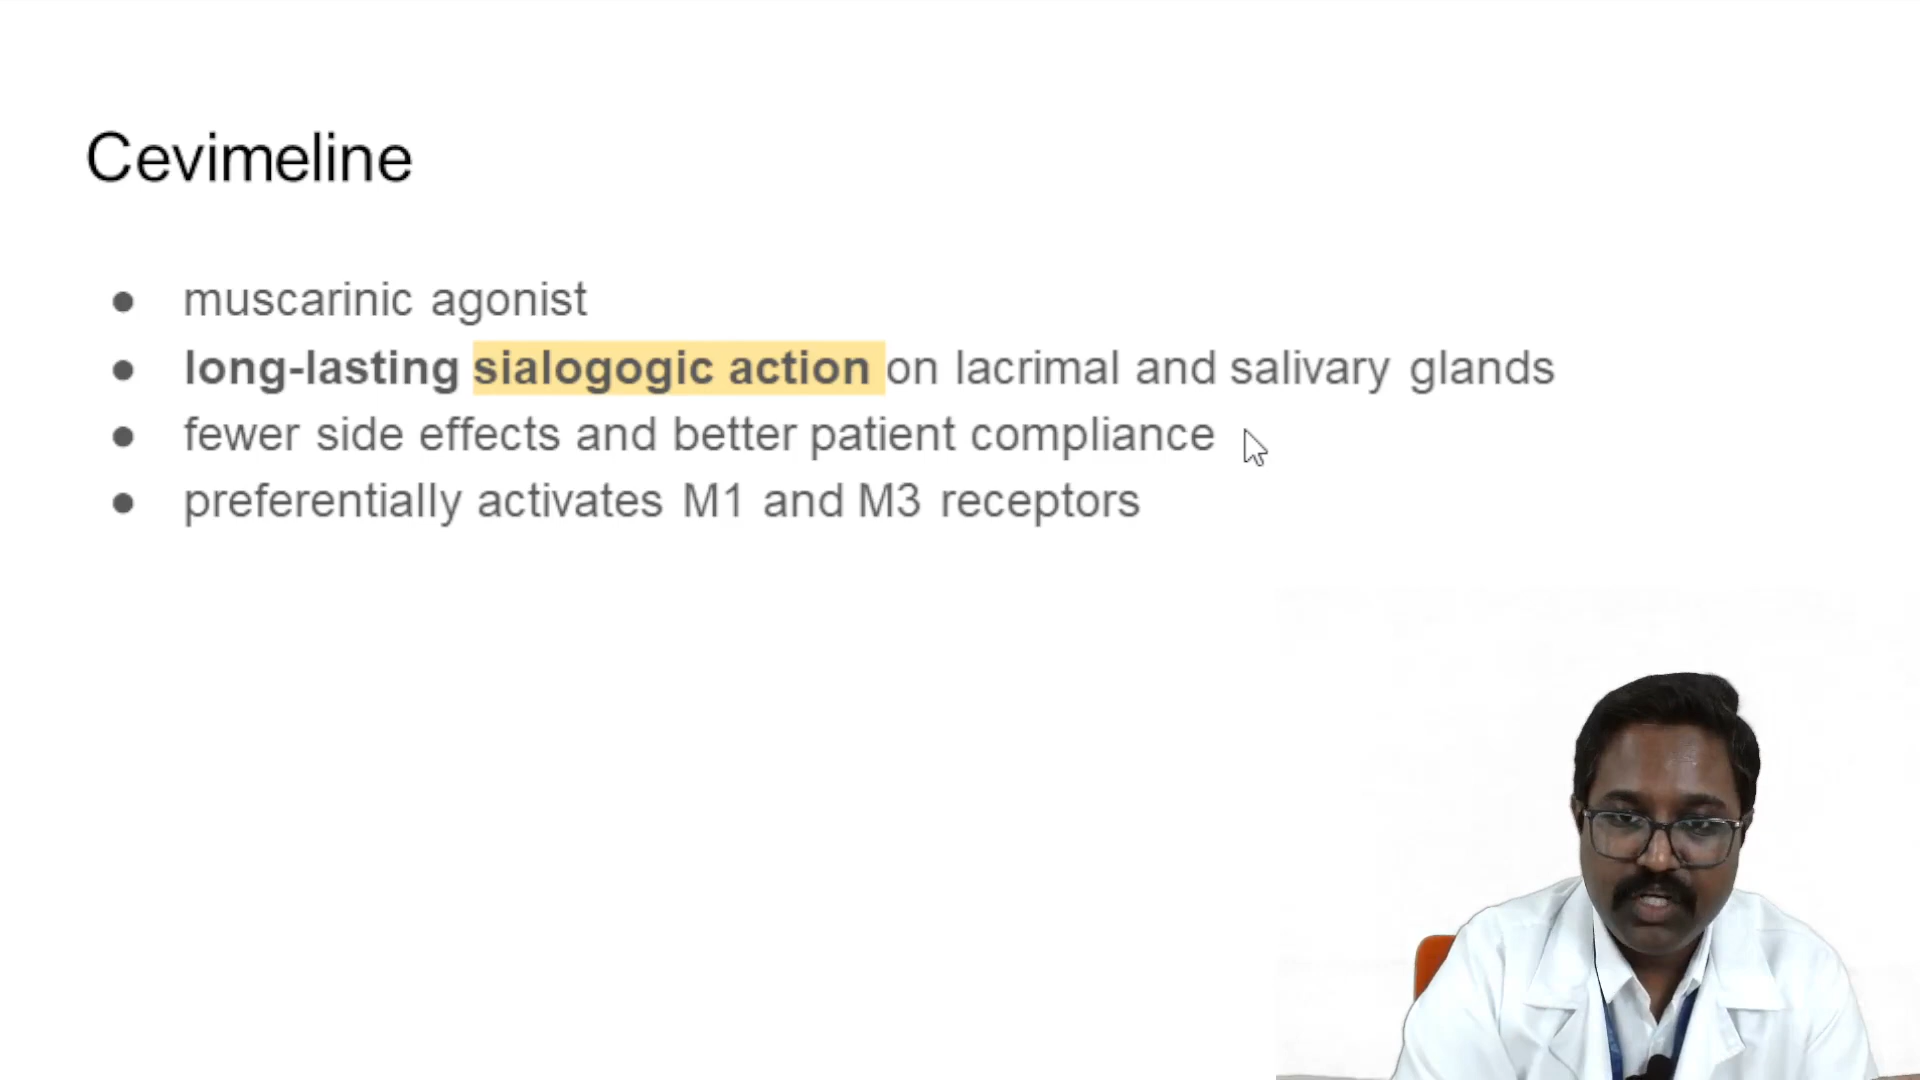 Cevimeline
● muscarinic agonist
● long-lasting sialogogic action on lacrimal and salivary glands
● fewer side effects and better patient compliance
● preferentially activates M1 and M3 receptors